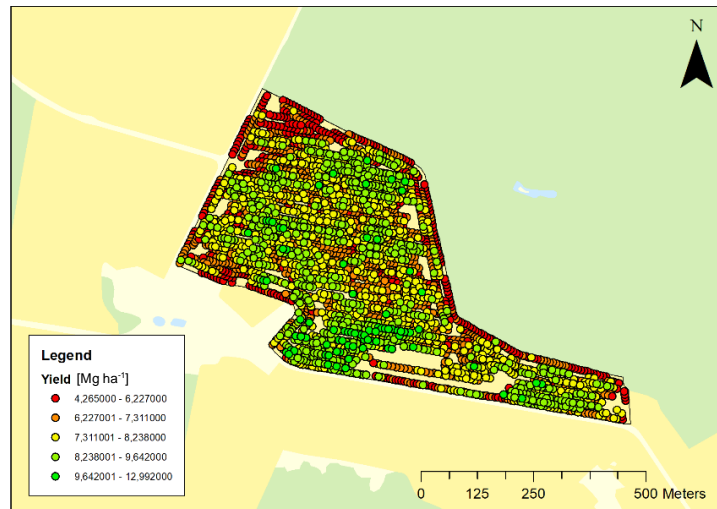 N
Legend
Yield [Mg ha⁻¹]
4,265000 - 6,227000
6,227001 - 7,311000
7,311001 - 8,238000
8,238001 - 9,642000
9,642001 - 12,992000
0 125 250 500 Meters